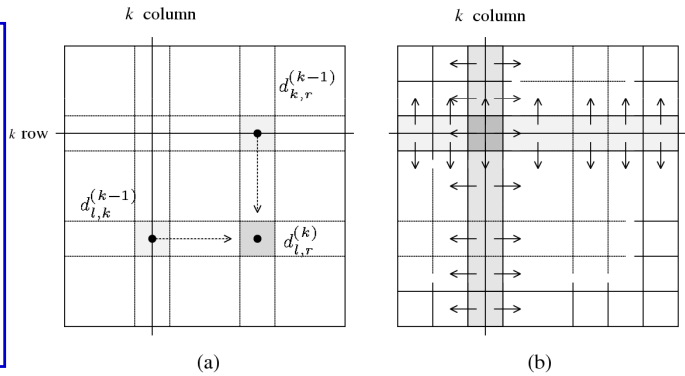 k column
k column
d_{k,r}^{(k-1)}
k row
d_{l,k}^{(k-1)}
d_{l,r}^{(k)}
(a)
(b)